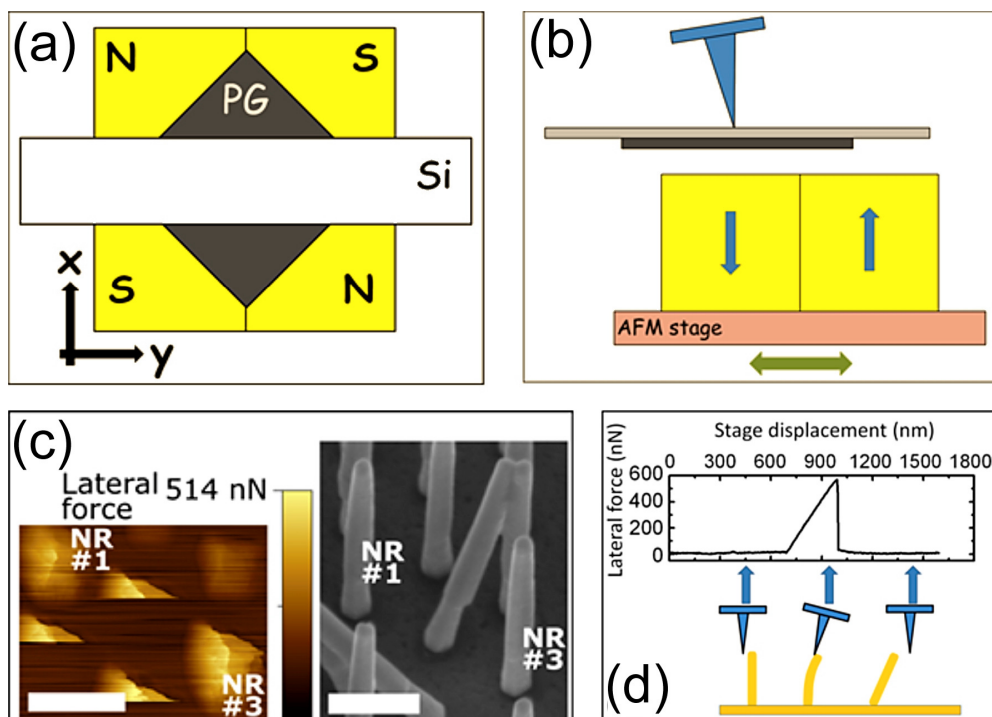 (a)
N
S
PG
Si
S
N
x
y
(b)
AFM stage
(c)
Lateral
force
514 nN
NR
#1
NR
#3
NR
#1
NR
#3
Stage displacement (nm)
0 300 600 900 1200 1500 1800
Lateral force (nN)
600
400
200
0
(d)